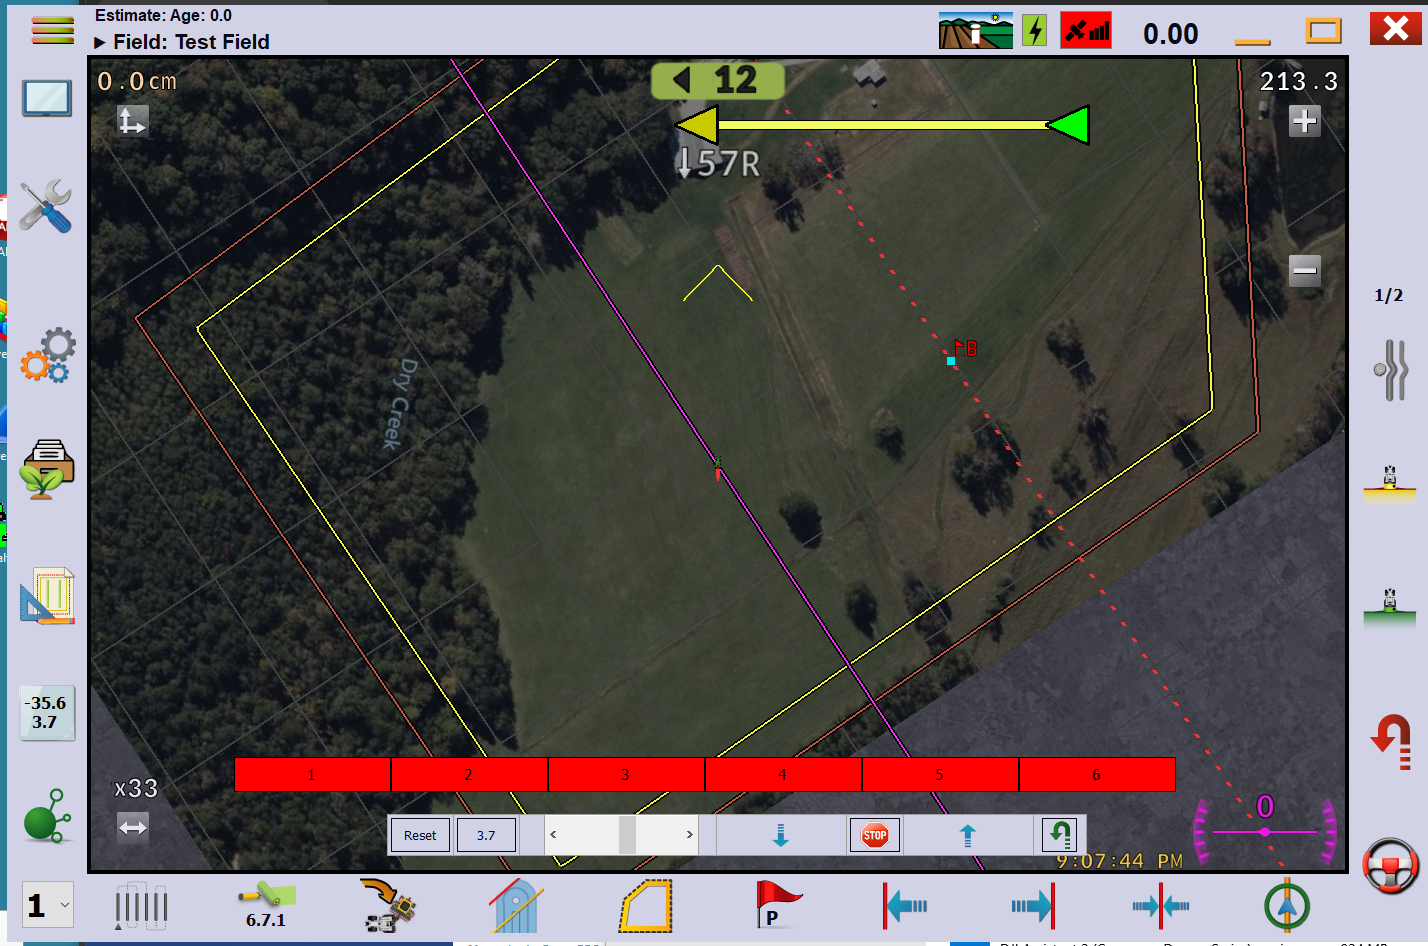 Estimate: Age: 0.0
Field: Test Field
0.00
0.0cm
12
213.3
57R
1/2
B
Dry Creek
-35.6
3.7
x33
1 2 3 4 5 6
0
Reset 3.7 < > STOP
9:07:44 PM
1
6.7.1
P